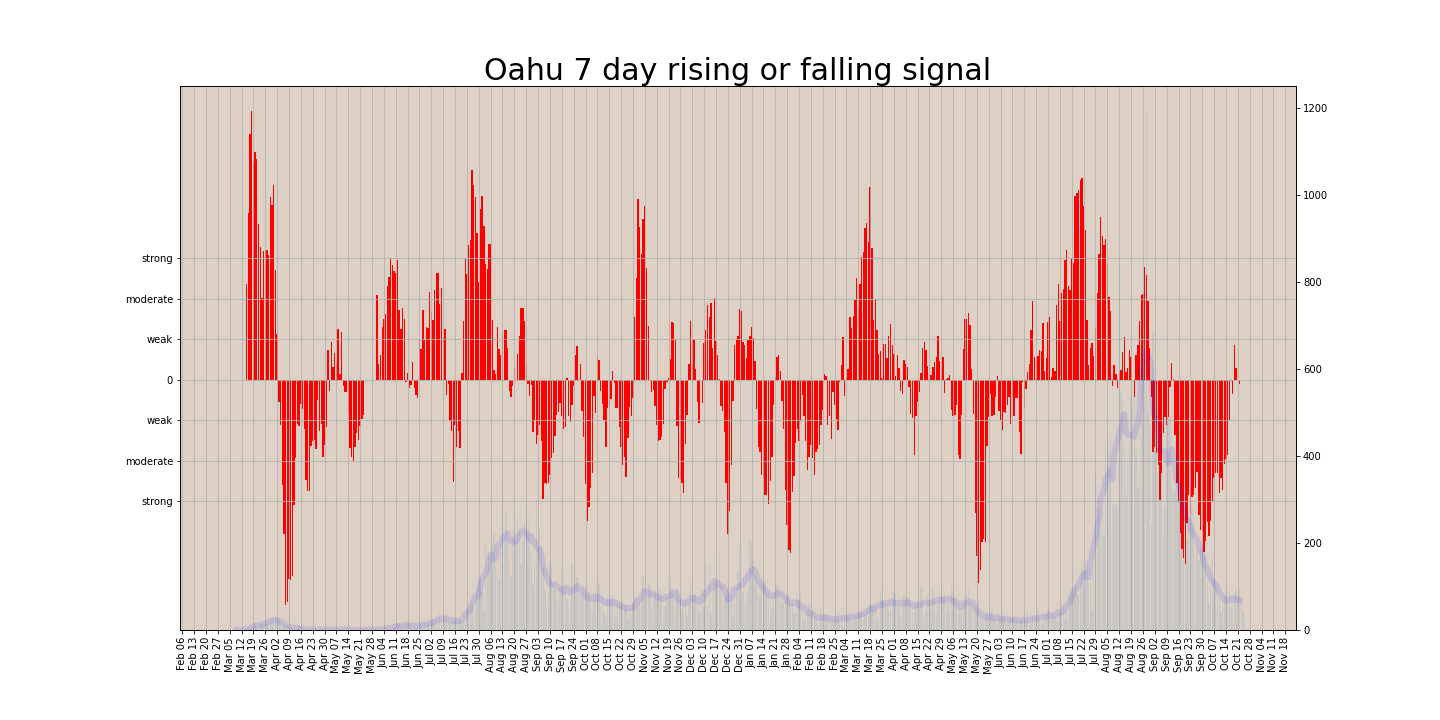 Oahu 7 day rising or falling signal
strong
moderate
weak
0
weak
moderate
strong
1200
1000
800
600
400
200
0
Feb 06
Feb 13
Feb 20
Feb 27
Mar 05
Mar 12
Mar 19
Mar 26
Apr 02
Apr 09
Apr 16
Apr 23
Apr 30
May 07
May 14
May 21
May 28
Jun 04
Jun 11
Jun 18
Jun 25
Jul 02
Jul 09
Jul 16
Jul 23
Jul 30
Aug 06
Aug 13
Aug 20
Aug 27
Sep 03
Sep 10
Sep 17
Sep 24
Oct 01
Oct 08
Oct 15
Oct 22
Oct 29
Nov 05
Nov 12
Nov 19
Nov 26
Dec 03
Dec 10
Dec 17
Dec 24
Dec 31
Jan 07
Jan 14
Jan 21
Jan 28
Feb 04
Feb 11
Feb 18
Feb 25
Mar 04
Mar 11
Mar 18
Mar 25
Apr 01
Apr 08
Apr 15
Apr 22
Apr 29
May 06
May 13
May 20
May 27
Jun 03
Jun 10
Jun 17
Jun 24
Jul 01
Jul 08
Jul 15
Jul 22
Jul 29
Aug 05
Aug 12
Aug 19
Aug 26
Sep 02
Sep 09
Sep 16
Sep 23
Sep 30
Oct 07
Oct 14
Oct 21
Oct 28
Nov 04
Nov 11
Nov 18